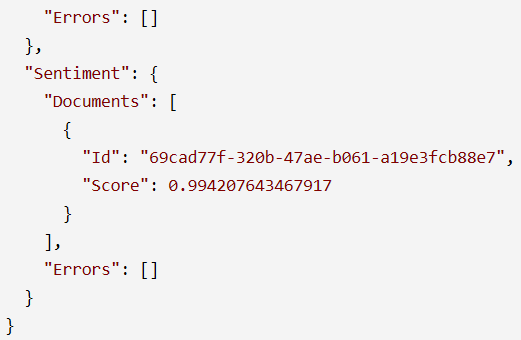 "Errors": []
},
"Sentiment": {
"Documents": [
{
"Id": "69cad77f-320b-47ae-b061-a19e3fcb88e7",
"Score": 0.994207643467917
}
],
"Errors": []
}
}